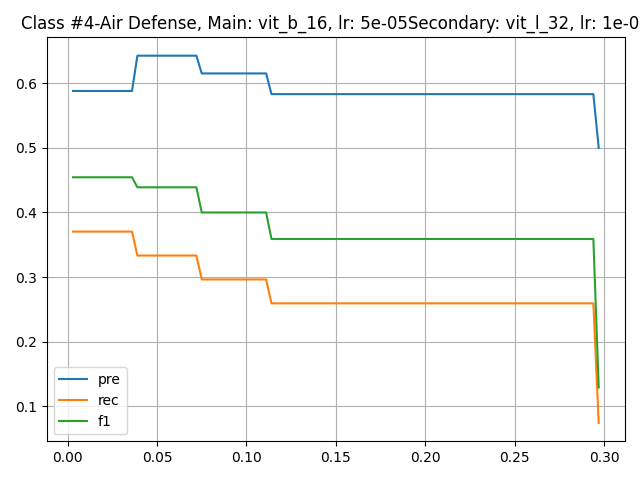 Class #4-Air Defense, Main: vit_b_16, lr: 5e-05Secondary: vit_l_32, lr: 1e-0
0.6
0.5
0.4
0.3
0.2
0.1
pre
rec
f1
0.00 0.05 0.10 0.15 0.20 0.25 0.30